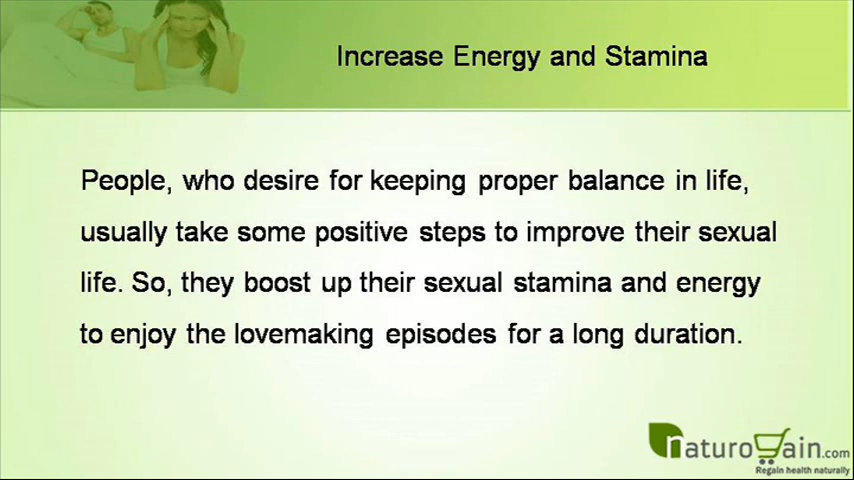 Increase Energy and Stamina
People, who desire for keeping proper balance in life,
usually take some positive steps to improve their sexual
life. So, they boost up their sexual stamina and energy
to enjoy the lovemaking episodes for a long duration.
naturogain.com
Regain health naturally